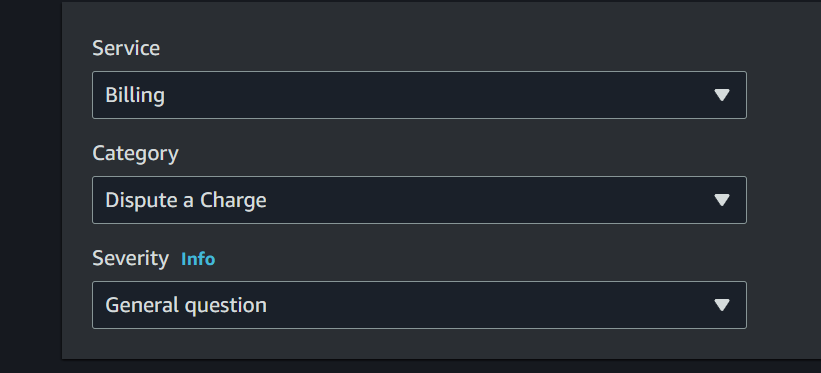 Service
Billing
Category
Dispute a Charge
Severity Info
General question